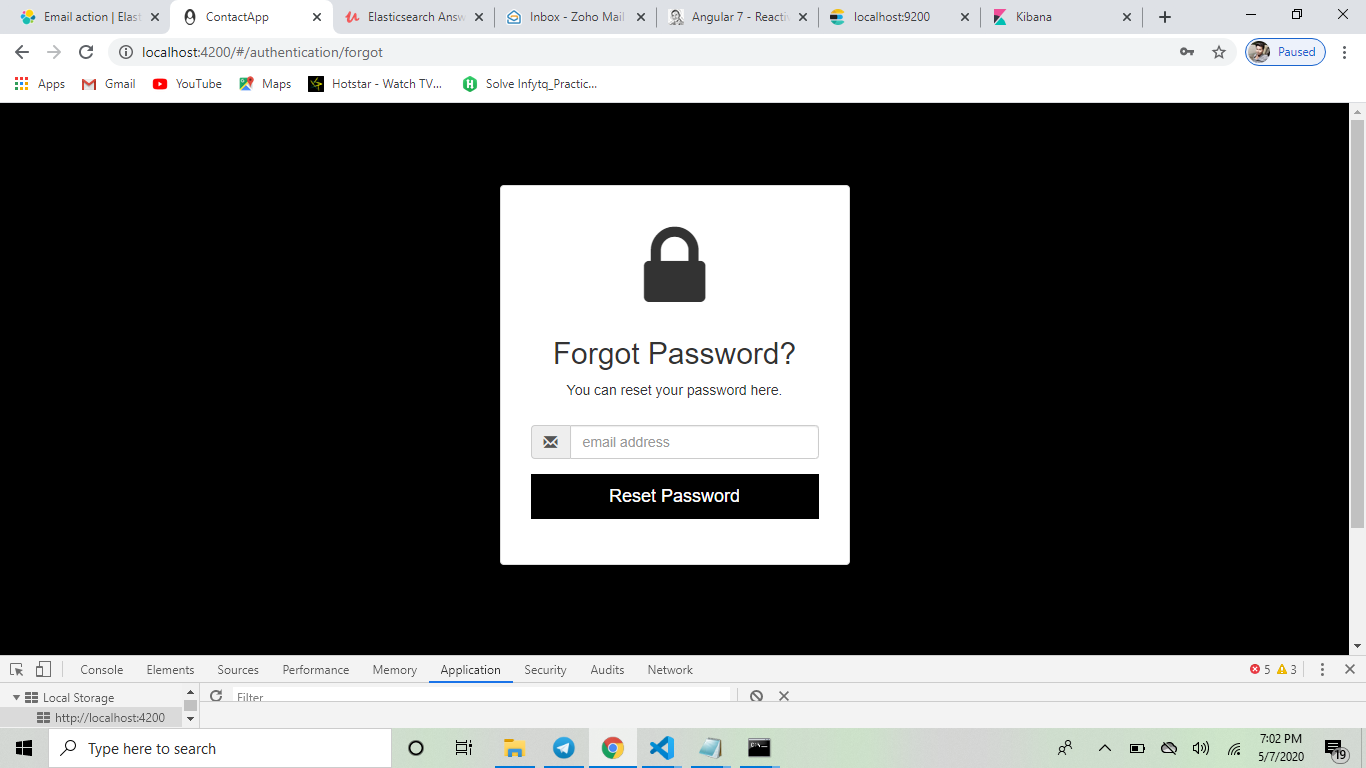 Email action | Elast
ContactApp
Elasticsearch Answ
Inbox - Zoho Mail
Angular 7 - Reacti
localhost:9200
Kibana
localhost:4200/#/authentication/forgot
Paused
Apps
Gmail
YouTube
Maps
Hotstar - Watch TV...
Solve Infytq_Practic...
Forgot Password?
You can reset your password here.
email address
Reset Password
Console Elements Sources Performance Memory Application Security Audits Network
5 3
Local Storage
Filter
http://localhost:4200
Type here to search
7:02 PM
5/7/2020
19